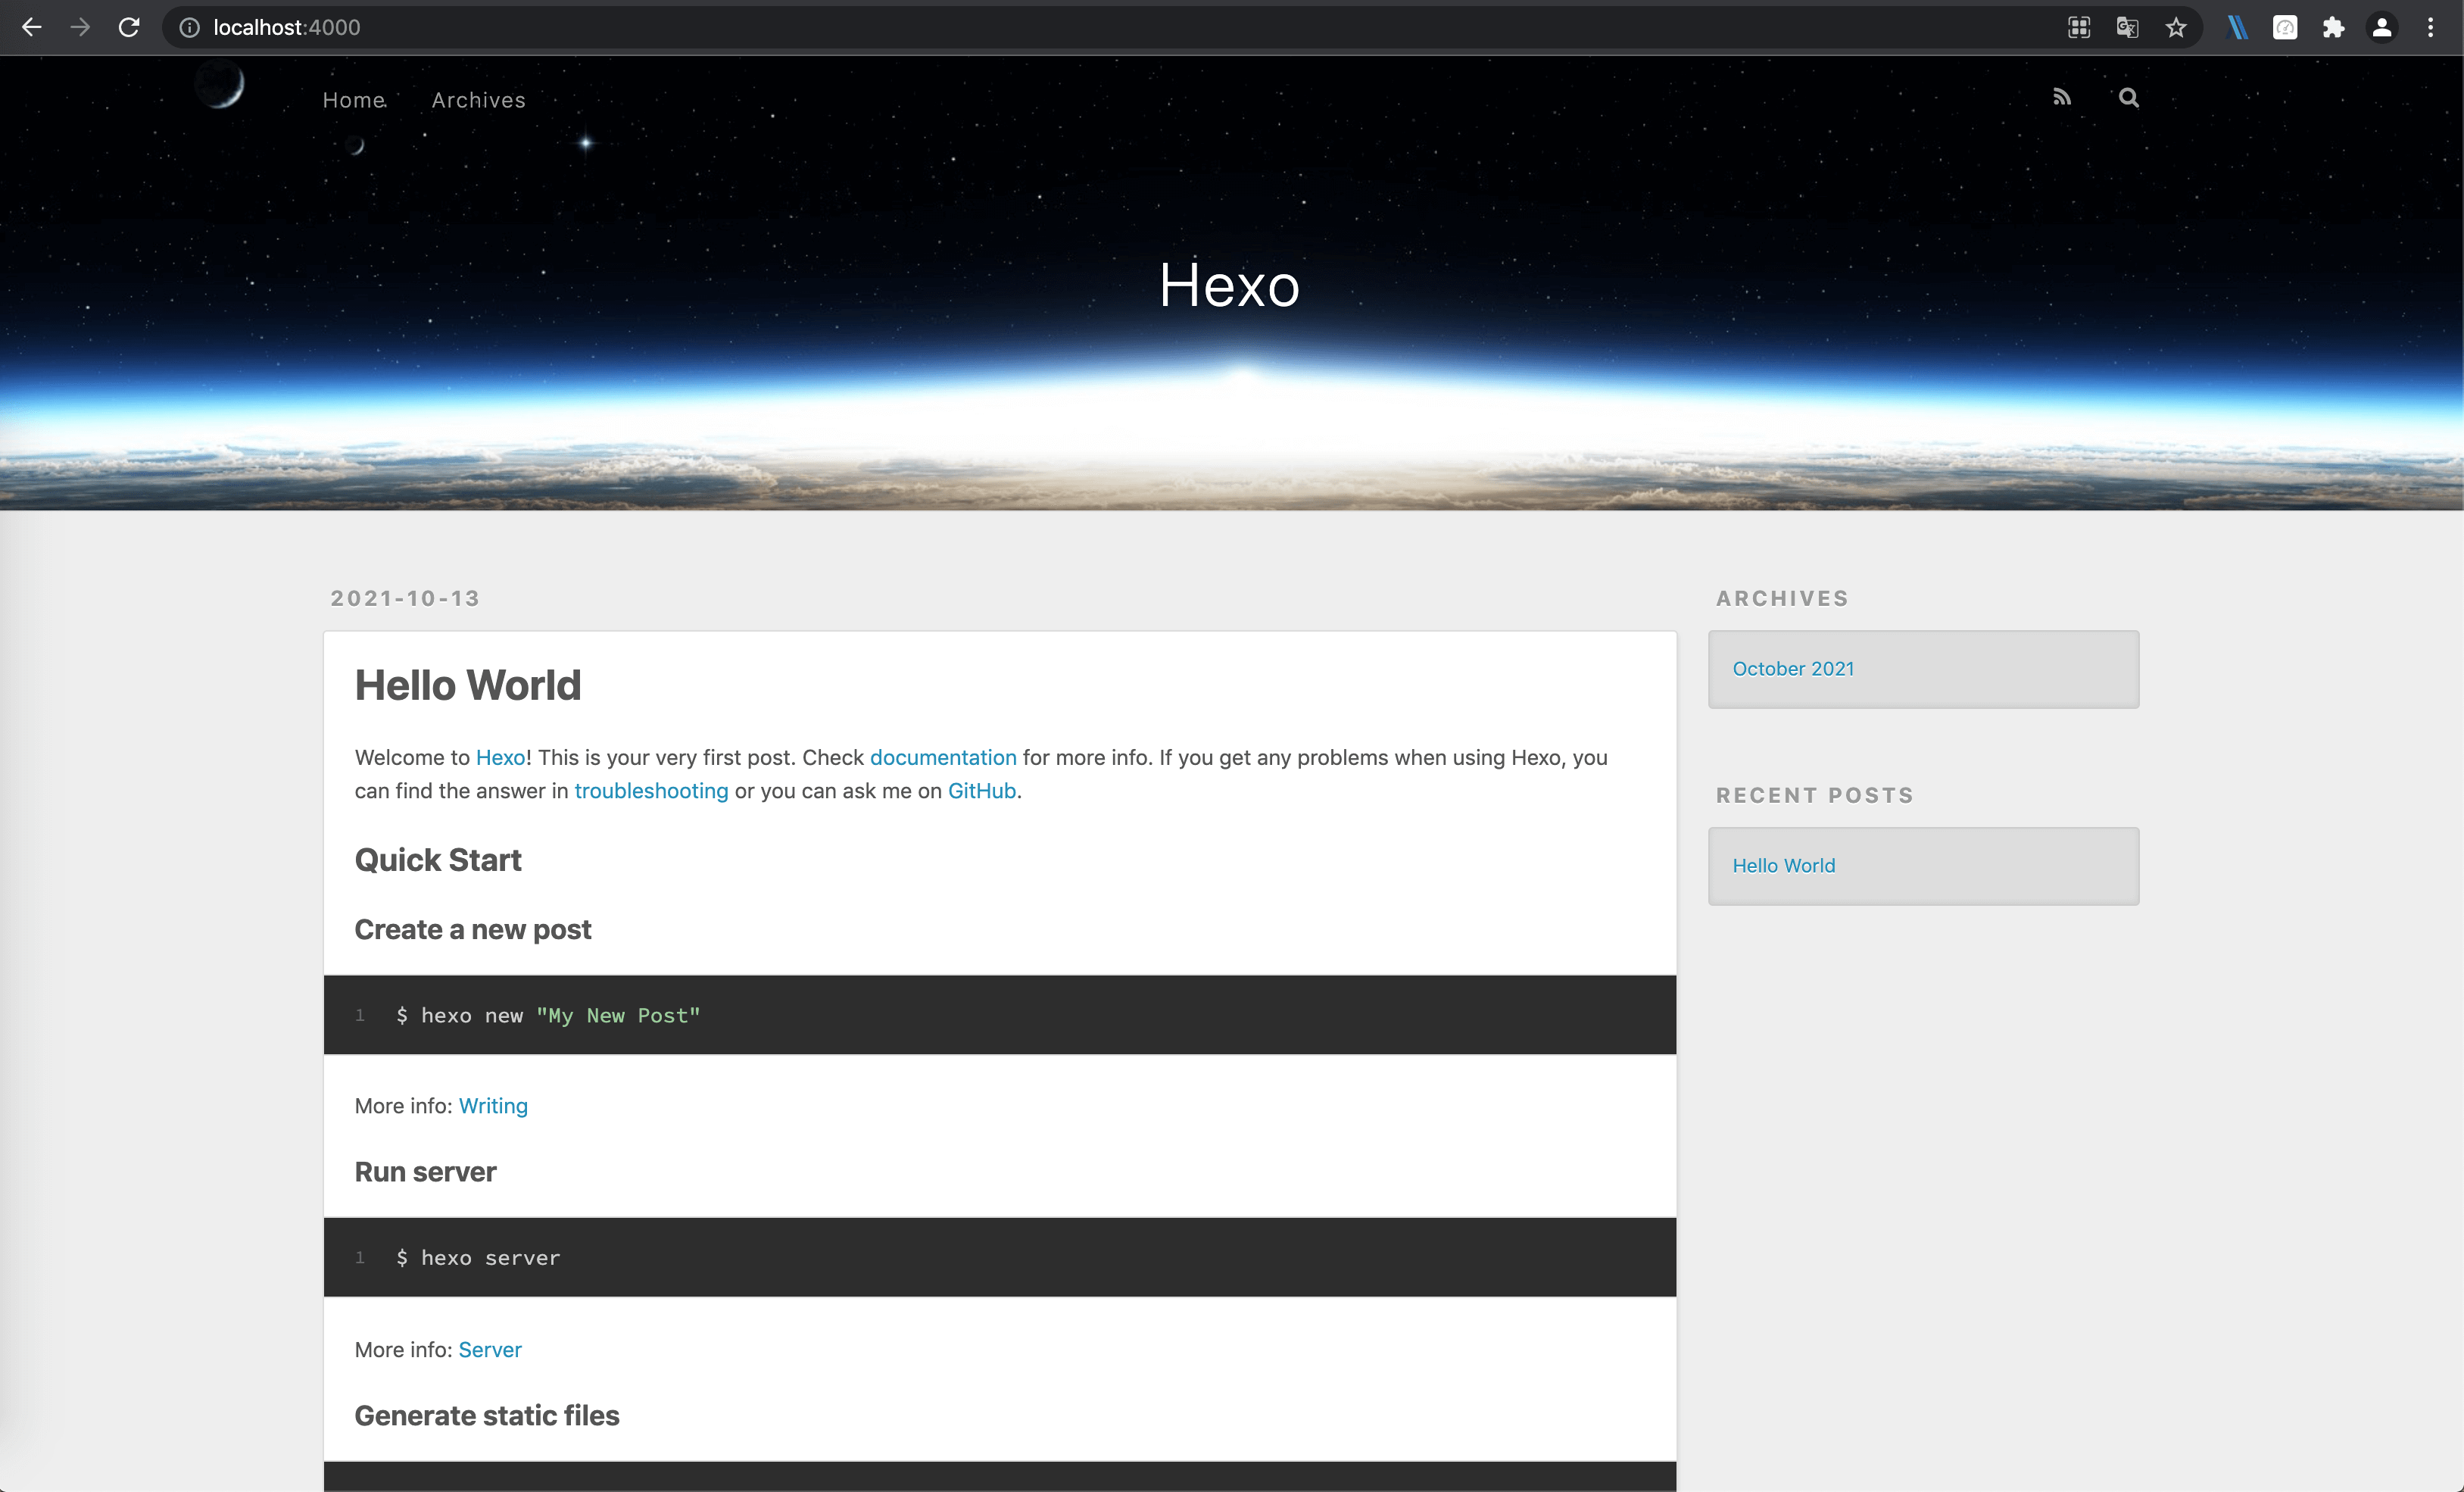 localhost:4000
Home Archives
Hexo
2021-10-13
Hello World
Welcome to Hexo! This is your very first post. Check documentation for more info. If you get any problems when using Hexo, you
can find the answer in troubleshooting or you can ask me on GitHub.
Quick Start
Create a new post
1 $ hexo new "My New Post"
More info: Writing
Run server
1 $ hexo server
More info: Server
Generate static files
ARCHIVES
October 2021
RECENT POSTS
Hello World